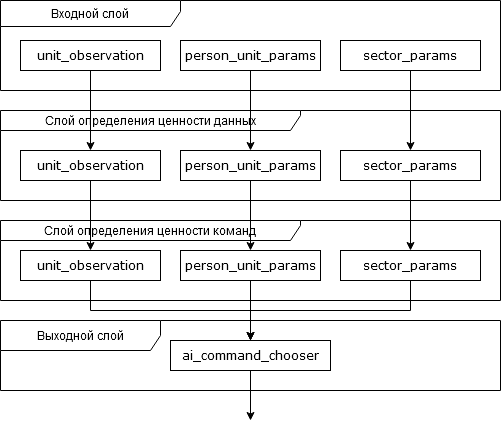 Входной слой
unit_observation
person_unit_params
sector_params
Слой определения ценности данных
unit_observation
person_unit_params
sector_params
Слой определения ценности команд
unit_observation
person_unit_params
sector_params
Выходной слой
ai_command_chooser